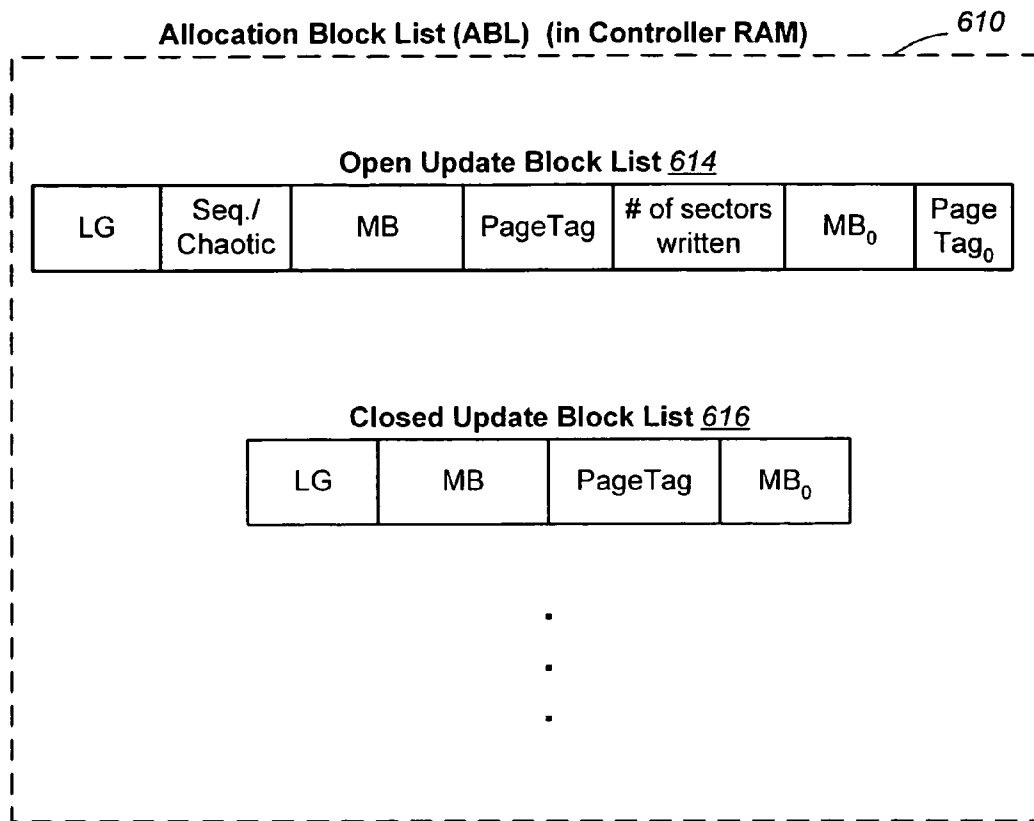 610
Allocation Block List (ABL) (in Controller RAM)
Open Update Block List 614
LG
Seq./
Chaotic
MB
PageTag
# of sectors
written
MB₀
Page
Tag₀
Closed Update Block List 616
LG
MB
PageTag
MB₀